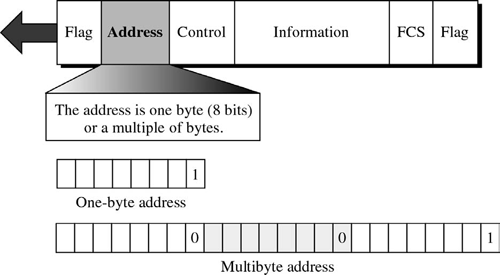 Flag Address Control Information FCS Flag
The address is one byte (8 bits)
or a multiple of bytes.
1
One-byte address
0 0 1
Multibyte address